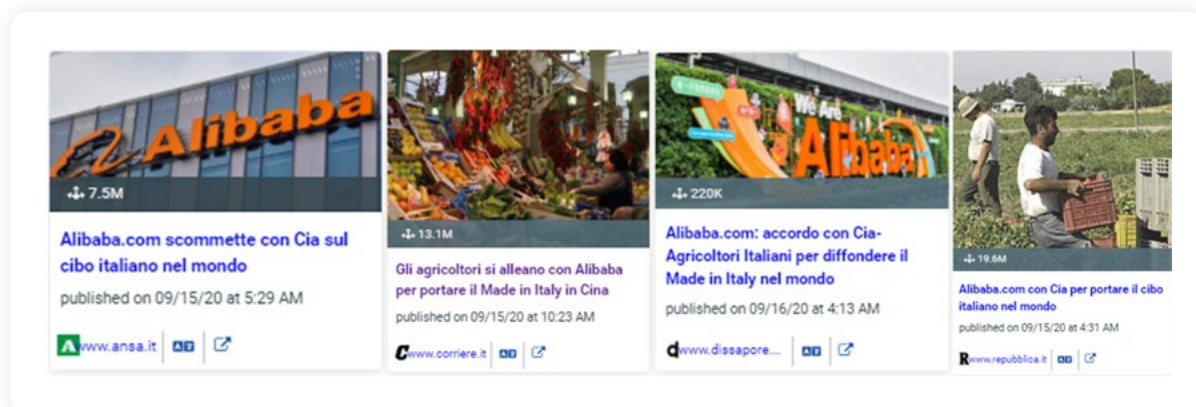 Alibaba
7.5M
Alibaba.com scommette con Cia sul
cibo italiano nel mondo
published on 09/15/20 at 5:29 AM
A www.ansa.it
13.1M
Gli agricoltori si alleano con Alibaba
per portare il Made in Italy in Cina
published on 09/15/20 at 10:23 AM
C www.corriere.it
We Are
Alibaba
220K
Alibaba.com: accordo con Cia-
Agricoltori Italiani per diffondere il
Made in Italy nel mondo
published on 09/16/20 at 4:13 AM
d www.dissapore....
19.6M
Alibaba.com con Cia per portare il cibo
italiano nel mondo
published on 09/15/20 at 4:31 AM
R www.repubblica.it